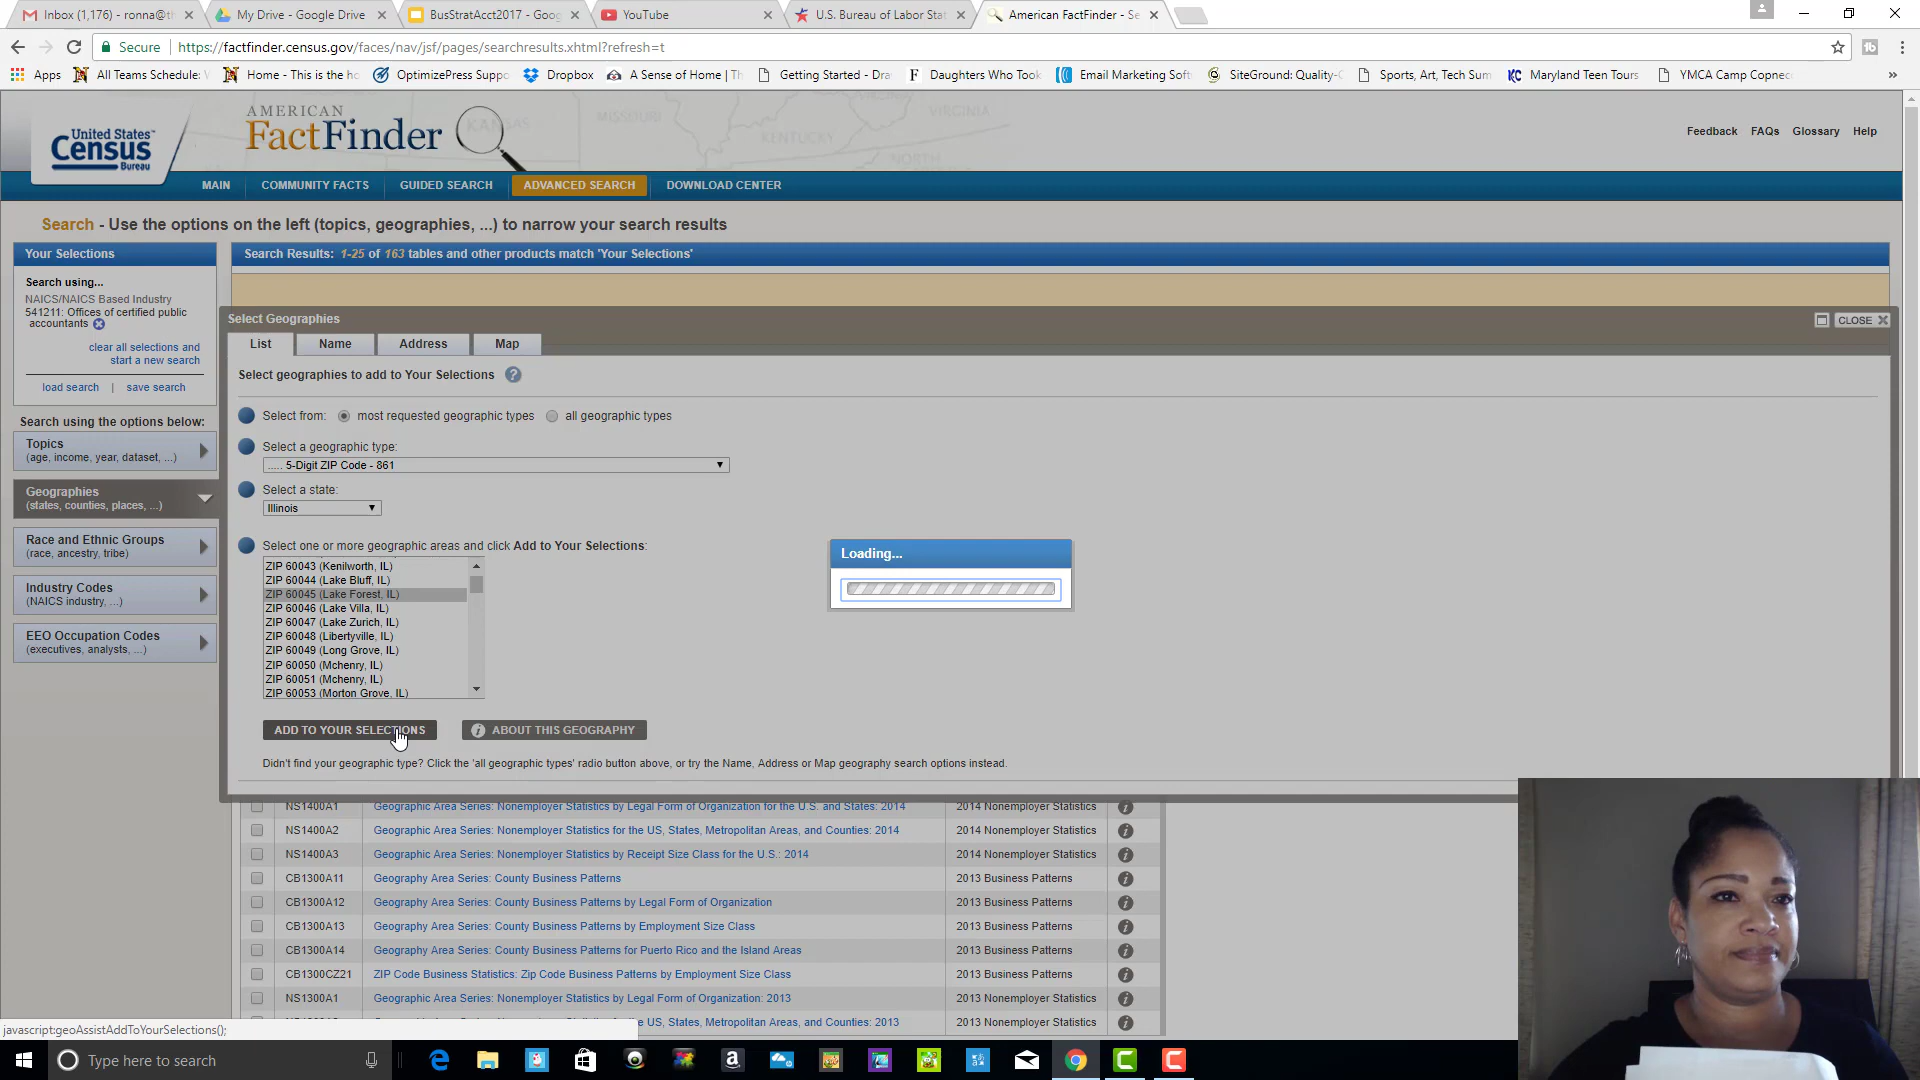 Inbox (1,176) - ronna@th
My Drive - Google Drive
BusStratAcct2017 - Goog
YouTube
U.S. Bureau of Labor Stat
American FactFinder - Se
Secure
https://factfinder.census.gov/faces/nav/jsf/pages/searchresults.xhtml?refresh=t
Apps
All Teams Schedule:
Home - This is the ho
OptimizePress Suppo
Dropbox
A Sense of Home | Th
Getting Started - Dra
Daughters Who Took
Email Marketing Soft
SiteGround: Quality-C
Sports, Art, Tech Sum
Maryland Teen Tours
YMCA Camp Copnec
United States
Census
Bureau
AMERICAN
FactFinder
KANSAS
MISSOURI
KENTUCKY
VIRGINIA
VIRGINIA
NORTH
Feedback FAQs Glossary Help
MAIN
COMMUNITY FACTS
GUIDED SEARCH
ADVANCED SEARCH
DOWNLOAD CENTER
Search - Use the options on the left (topics, geographies, ...) to narrow your search results
Your Selections
Search Results: 1-25 of 163 tables and other products match 'Your Selections'
Search using...
NAICS/NAICS Based Industry
541211: Offices of certified public
accountants
clear all selections and
start a new search
load search | save search
Search using the options below:
Topics
(age, income, year, dataset, ...)
Geographies
(states, counties, places, ...)
Race and Ethnic Groups
(race, ancestry, tribe)
Industry Codes
(NAICS industry, ...)
EEO Occupation Codes
(executives, analysts, ...)
Select Geographies
CLOSE
List
Name
Address
Map
Select geographies to add to Your Selections
Select from: most requested geographic types all geographic types
Select a geographic type:
..... 5-Digit ZIP Code - 861
Select a state:
Illinois
Select one or more geographic areas and click Add to Your Selections:
ZIP 60043 (Kenilworth, IL)
ZIP 60044 (Lake Bluff, IL)
ZIP 60045 (Lake Forest, IL)
ZIP 60046 (Lake Villa, IL)
ZIP 60047 (Lake Zurich, IL)
ZIP 60048 (Libertyville, IL)
ZIP 60049 (Long Grove, IL)
ZIP 60050 (Mchenry, IL)
ZIP 60051 (Mchenry, IL)
ZIP 60053 (Morton Grove, IL)
Loading...
ADD TO YOUR SELECTIONS
ABOUT THIS GEOGRAPHY
Didn't find your geographic type? Click the 'all geographic types' radio button above, or try the Name, Address or Map geography search options instead.
NS1400A1 Geographic Area Series: Nonemployer Statistics by Legal Form of Organization for the U.S. and States: 2014 2014 Nonemployer Statistics
NS1400A2 Geographic Area Series: Nonemployer Statistics for the US, States, Metropolitan Areas, and Counties: 2014 2014 Nonemployer Statistics
NS1400A3 Geographic Area Series: Nonemployer Statistics by Receipt Size Class for the U.S.: 2014 2014 Nonemployer Statistics
CB1300A11 Geography Area Series: County Business Patterns 2013 Business Patterns
CB1300A12 Geography Area Series: County Business Patterns by Legal Form of Organization 2013 Business Patterns
CB1300A13 Geography Area Series: County Business Patterns by Employment Size Class 2013 Business Patterns
CB1300A14 Geography Area Series: County Business Patterns for Puerto Rico and the Island Areas 2013 Business Patterns
CB1300CZ21 ZIP Code Business Statistics: Zip Code Business Patterns by Employment Size Class 2013 Business Patterns
NS1300A1 Geographic Area Series: Nonemployer Statistics by Legal Form of Organization: 2013 2013 Nonemployer Statistics
the US, States, Metropolitan Areas, and Counties: 2013 2013 Nonemployer Statistics
javascript:geoAssistAddToYourSelections();
Type here to search